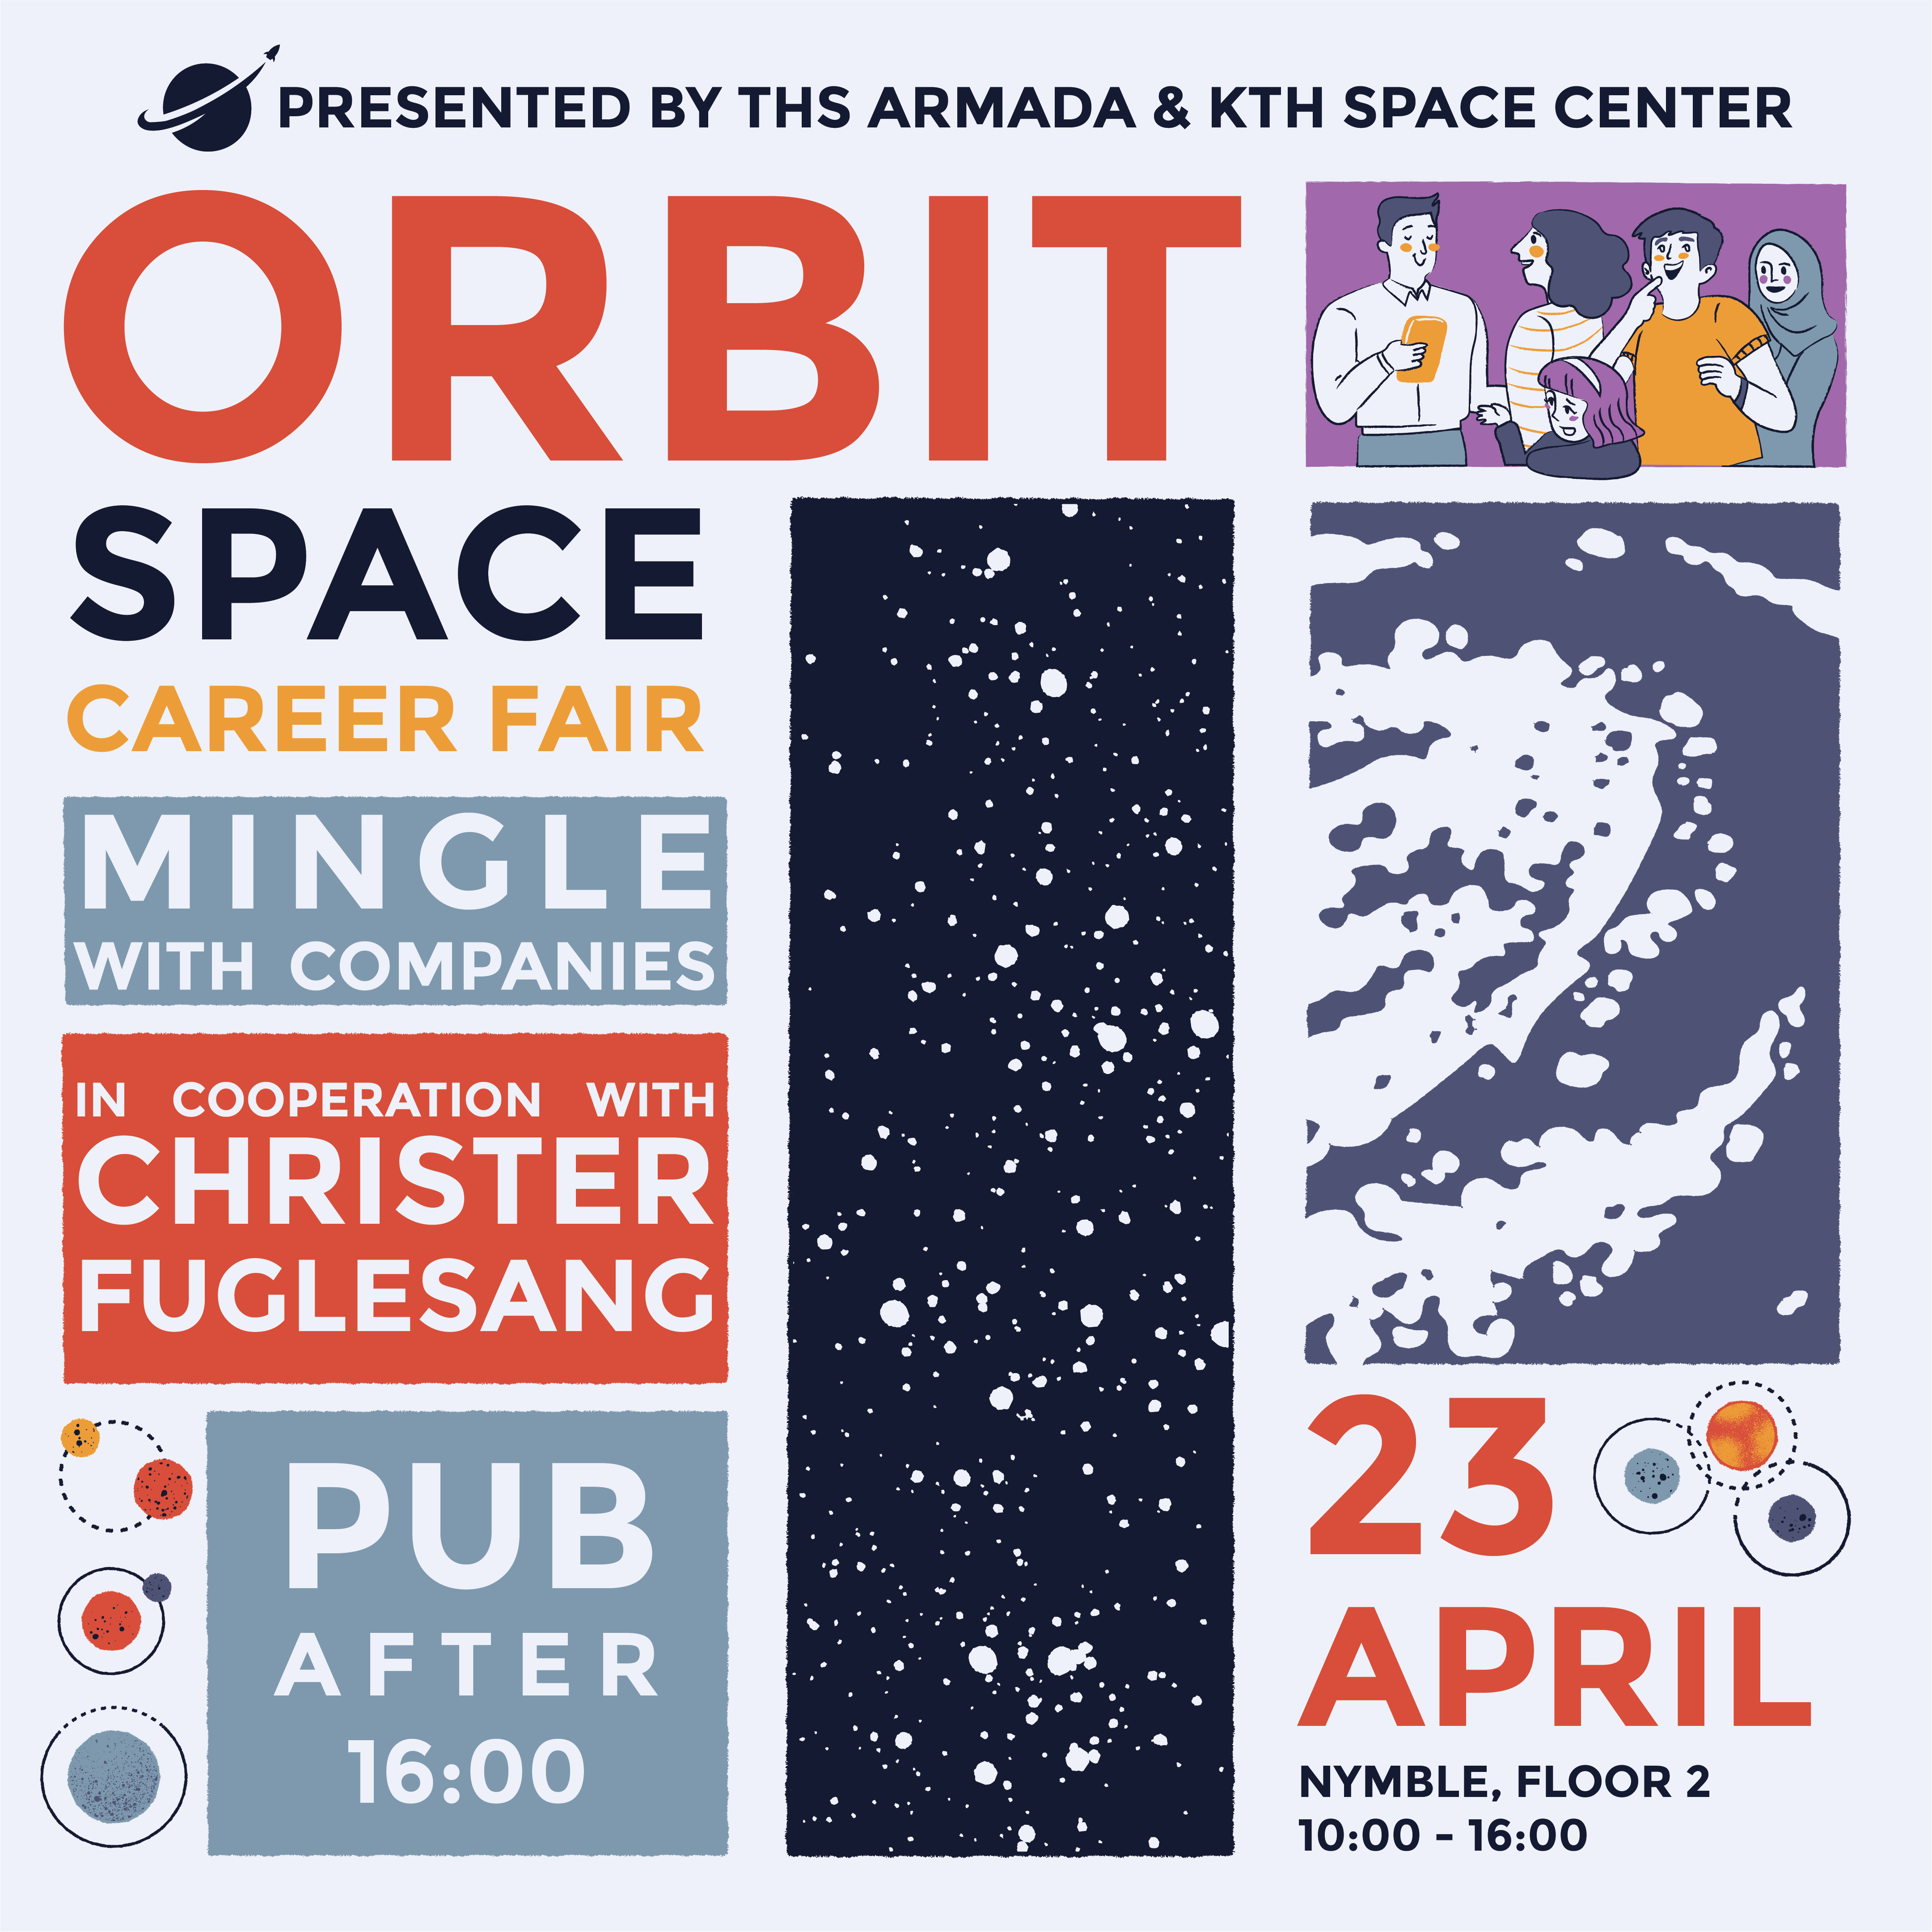 PRESENTED BY THS ARMADA & KTH SPACE CENTER
ORBIT
SPACE
CAREER FAIR
MINGLE
WITH COMPANIES
IN COOPERATION WITH
CHRISTER
FUGLESANG
PUB
AFTER
16:00
23
APRIL
NYMBLE, FLOOR 2
10:00 - 16:00